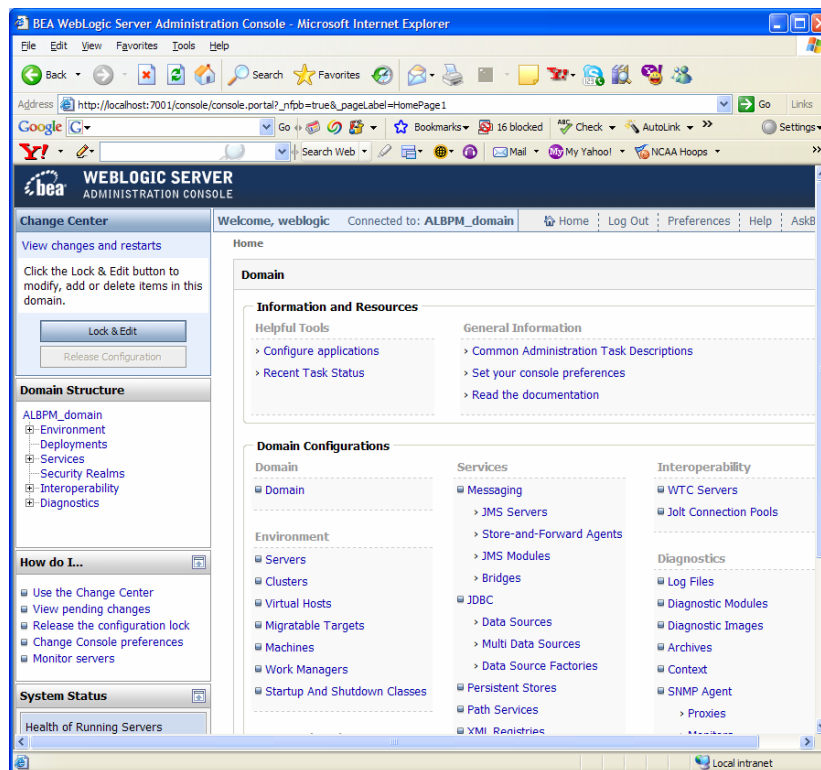 BEA WebLogic Server Administration Console - Microsoft Internet Explorer
File Edit View Favorites Tools Help
Back Search Favorites
Address http://localhost:7001/console/console.portal?_nfpb=true&_pageLabel=HomePage1 Go Links
Google G Go Bookmarks 16 blocked ABC Check AutoLink >> Settings
Y! Search Web Mail My Yahoo! NCAA Hoops >>
bea WEBLOGIC SERVER
ADMINISTRATION CONSOLE
Change Center
View changes and restarts
Click the Lock & Edit button to
modify, add or delete items in this
domain.
Lock & Edit
Release Configuration
Domain Structure
ALBPM_domain
Environment
Deployments
Services
Security Realms
Interoperability
Diagnostics
How do I...
Use the Change Center
View pending changes
Release the configuration lock
Change Console preferences
Monitor servers
System Status
Health of Running Servers
Welcome, weblogic Connected to: ALBPM_domain Home Log Out Preferences Help AskB
Home
Domain
Information and Resources
Helpful Tools
› Configure applications
› Recent Task Status
General Information
› Common Administration Task Descriptions
› Set your console preferences
› Read the documentation
Domain Configurations
Domain
Domain
Environment
Servers
Clusters
Virtual Hosts
Migratable Targets
Machines
Work Managers
Startup And Shutdown Classes
Services
Messaging
› JMS Servers
› Store-and-Forward Agents
› JMS Modules
› Bridges
JDBC
› Data Sources
› Multi Data Sources
› Data Source Factories
Persistent Stores
Path Services
XML Registries
Interoperability
WTC Servers
Jolt Connection Pools
Diagnostics
Log Files
Diagnostic Modules
Diagnostic Images
Archives
Context
SNMP Agent
› Proxies
› Monitors
Local intranet